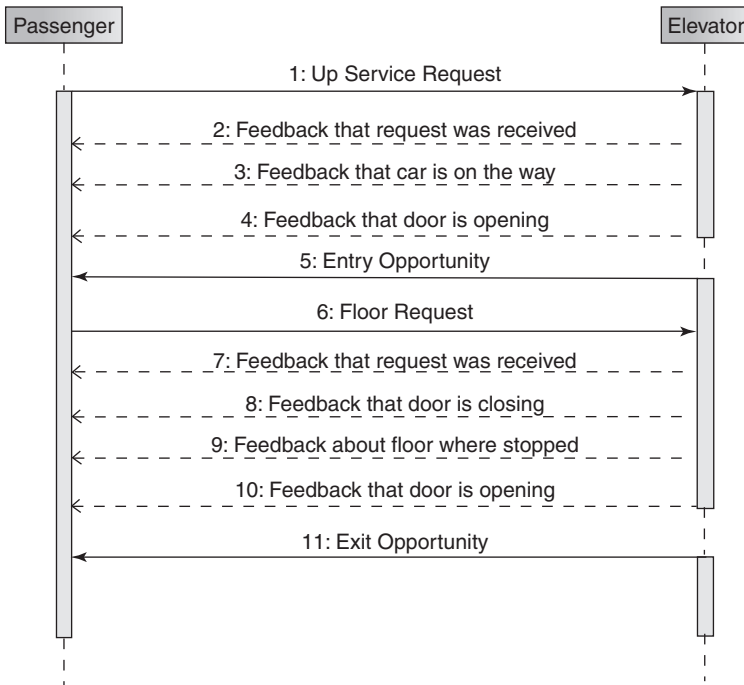 Passenger
Elevator
1: Up Service Request
2: Feedback that request was received
3: Feedback that car is on the way
4: Feedback that door is opening
5: Entry Opportunity
6: Floor Request
7: Feedback that request was received
8: Feedback that door is closing
9: Feedback about floor where stopped
10: Feedback that door is opening
11: Exit Opportunity